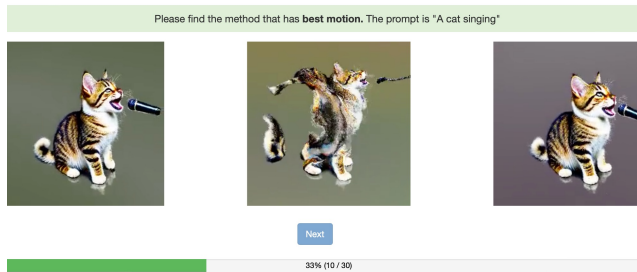 Please find the method that has best motion. The prompt is "A cat singing"
Next
33% (10 / 30)